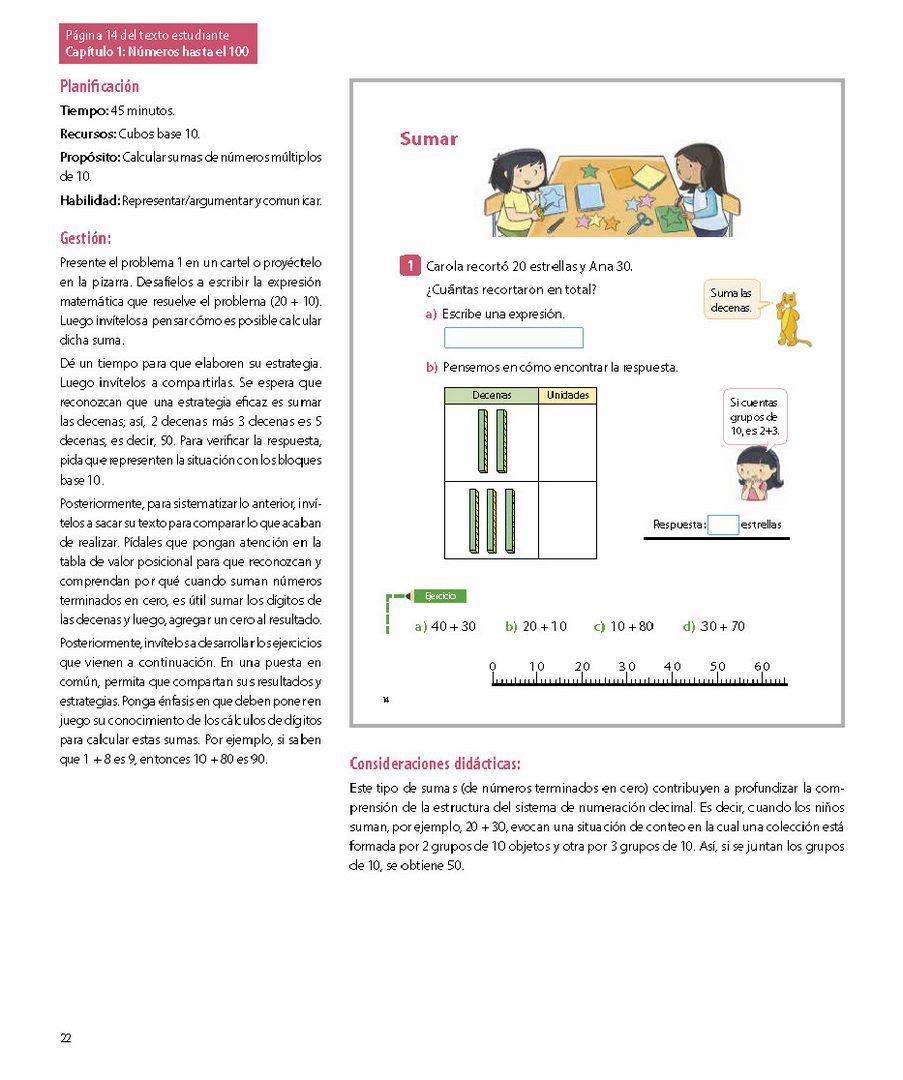 Página 14 del texto estudiante
Capítulo 1: Números hasta el 100
Planificación
Tiempo: 45 minutos.
Recursos: Cubos base 10.
Propósito: Calcular sumas de números múltiplos
de 10.
Habilidad: Representar/argumentar y comunicar.
Gestión:
Presente el problema 1 en un cartel o proyéctelo
en la pizarra. Desafíelos a escribir la expresión
matemática que resuelve el problema (20 + 10).
Luego invítelos a pensar cómo es posible calcular
dicha suma.
Dé un tiempo para que elaboren su estrategia.
Luego invítelos a compartirlas. Se espera que
reconozcan que una estrategia eficaz es sumar
las decenas; así, 2 decenas más 3 decenas es 5
decenas, es decir, 50. Para verificar la respuesta,
pida que representen la situación con los bloques
base 10.
Posteriormente, para sistematizar lo anterior, inví-
telos a sacar su texto para comparar lo que acaban
de realizar. Pídales que pongan atención en la
tabla de valor posicional para que reconozcan y
comprendan por qué cuando suman números
terminados en cero, es útil sumar los dígitos de
las decenas y luego, agregar un cero al resultado.
Posteriormente, invítelos a desarrollar los ejercicios
que vienen a continuación. En una puesta en
común, permita que compartan sus resultados y
estrategias. Ponga énfasis en que deben poner en
juego su conocimiento de los cálculos de dígitos
para calcular estas sumas. Por ejemplo, si saben
que 1 + 8 es 9, entonces 10 + 80 es 90.
Sumar
1 Carola recortó 20 estrellas y Ana 30.
¿Cuántas recortaron en total?
a) Escribe una expresión.
Suma las
decenas.
b) Pensemos en cómo encontrar la respuesta.
Decenas Unidades
Si cuentas
grupos de
10, es 2+3.
Respuesta: estrellas
Ejercicio
a) 40 + 30 b) 20 + 10 c) 10 + 80 d) 30 + 70
0 10 20 30 40 50 60
14
Consideraciones didácticas:
Este tipo de sumas (de números terminados en cero) contribuyen a profundizar la com-
prensión de la estructura del sistema de numeración decimal. Es decir, cuando los niños
suman, por ejemplo, 20 + 30, evocan una situación de conteo en la cual una colección está
formada por 2 grupos de 10 objetos y otra por 3 grupos de 10. Así, si se juntan los grupos
de 10, se obtiene 50.
22